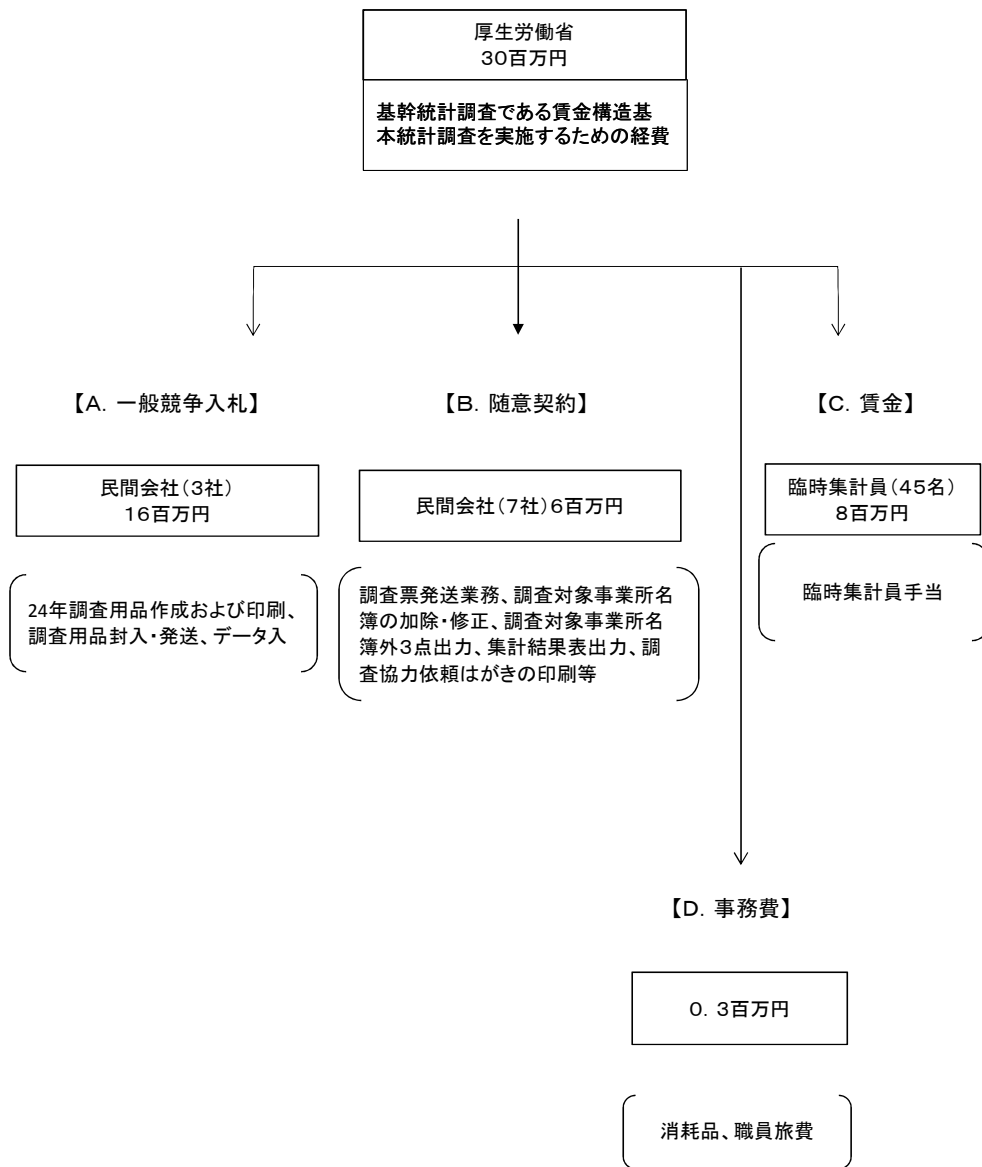 厚生労働省
30百万円
基幹統計調査である賃金構造基
本統計調査を実施するための経費
【A．一般競争入札】
民間会社（3社）
16百万円
24年調査用品作成および印刷、
調査用品封入・発送、データ入
【B．随意契約】
民間会社（7社）6百万円
調査票発送業務、調査対象事業所名
簿の加除・修正、調査対象事業所名
簿外3点出力、集計結果表出力、調
査協力依頼はがきの印刷等
【C．賃金】
臨時集計員（45名）
8百万円
臨時集計員手当
【D．事務費】
0．3百万円
消耗品、職員旅費